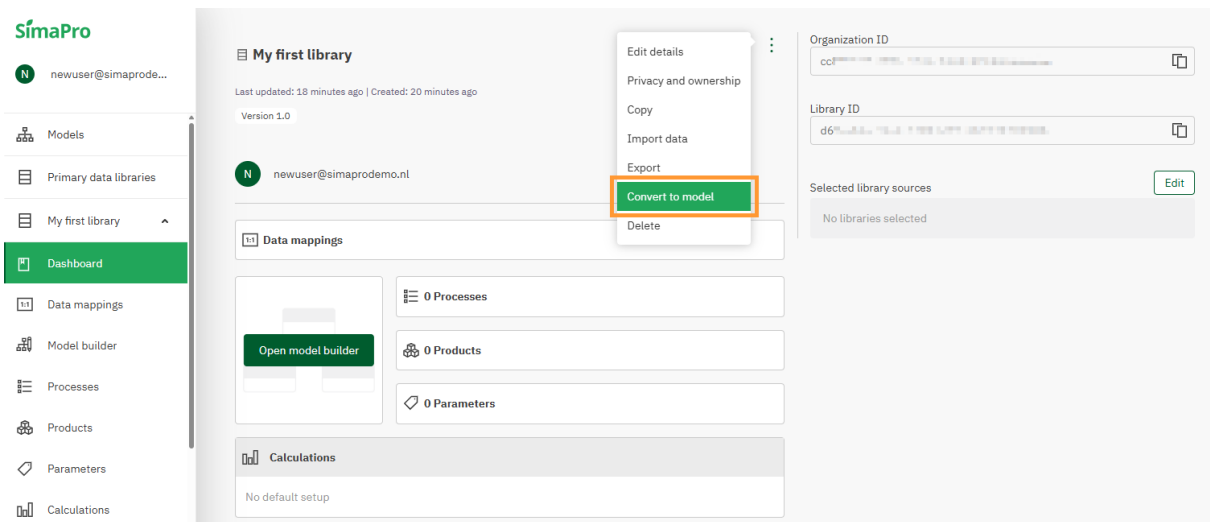 SimaPro
N newuser@simaprode...
Models
Primary data libraries
My first library
Dashboard
1:1 Data mappings
Model builder
Processes
Products
Parameters
Calculations
My first library
Last updated: 18 minutes ago | Created: 20 minutes ago
Version 1.0
N newuser@simaprodemo.nl
1:1 Data mappings
Open model builder
0 Processes
0 Products
0 Parameters
Calculations
No default setup
Edit details
Privacy and ownership
Copy
Import data
Export
Convert to model
Delete
Organization ID
Library ID
Selected library sources
Edit
No libraries selected